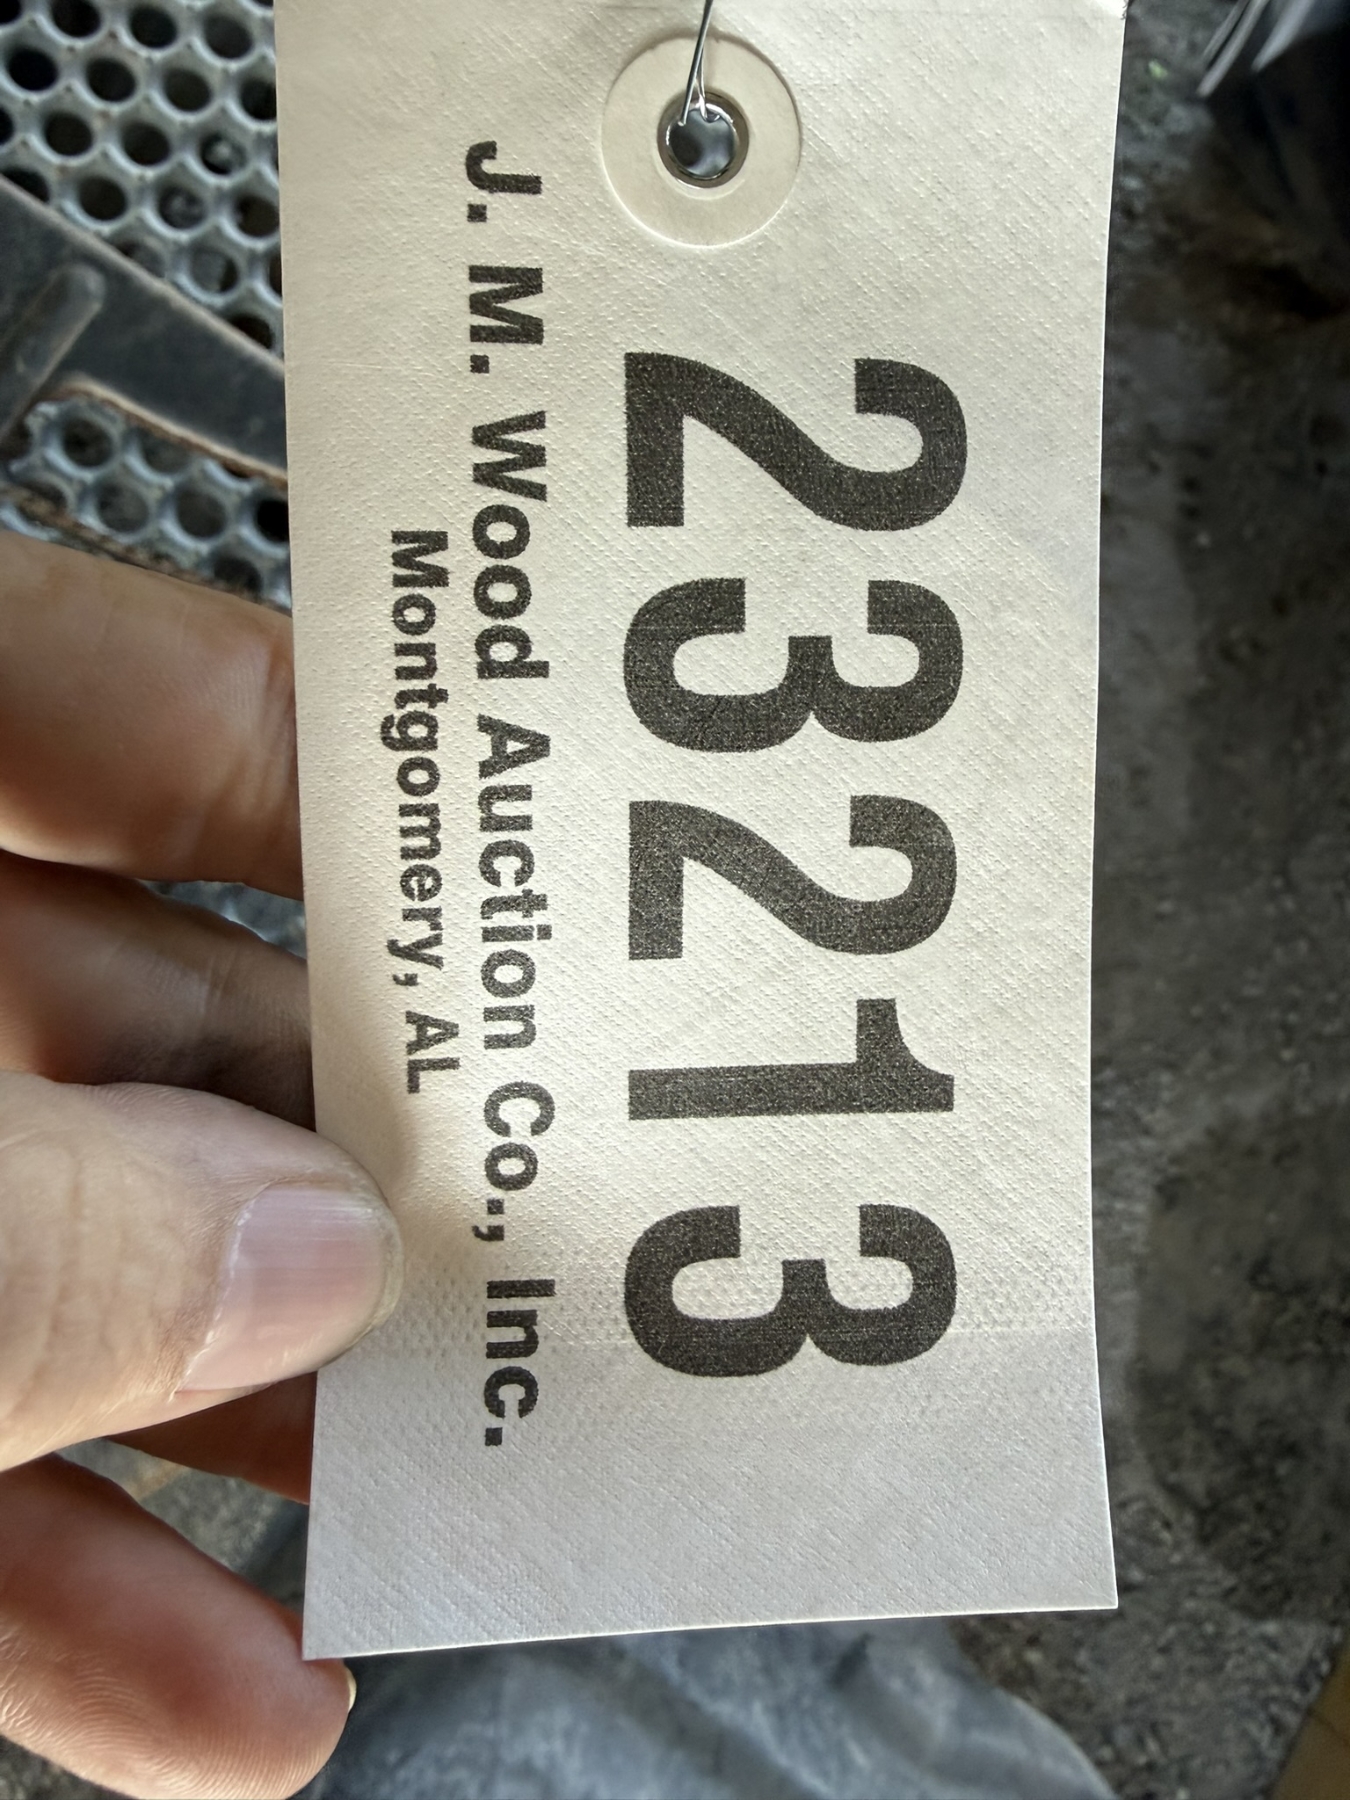 23213
J. M. Wood Auction Co., Inc.
Montgomery, AL